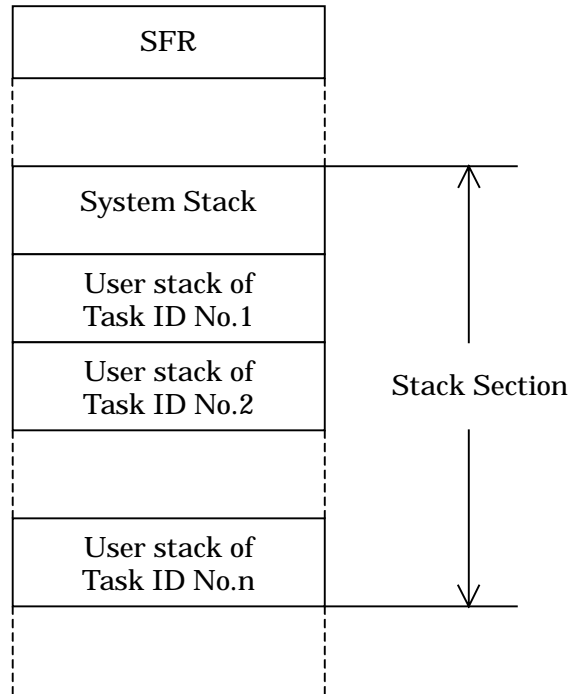 SFR
System Stack
User stack of
Task ID No.1
User stack of
Task ID No.2
Stack Section
User stack of
Task ID No.n